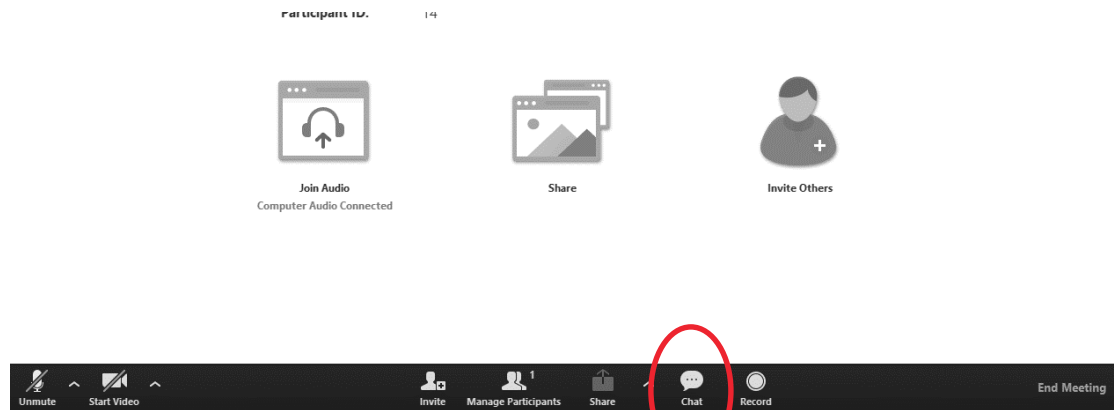 Participant ID: 14
Join Audio
Computer Audio Connected
Share
Invite Others
Unmute
Start Video
Invite
Manage Participants
1
Share
Chat
Record
End Meeting